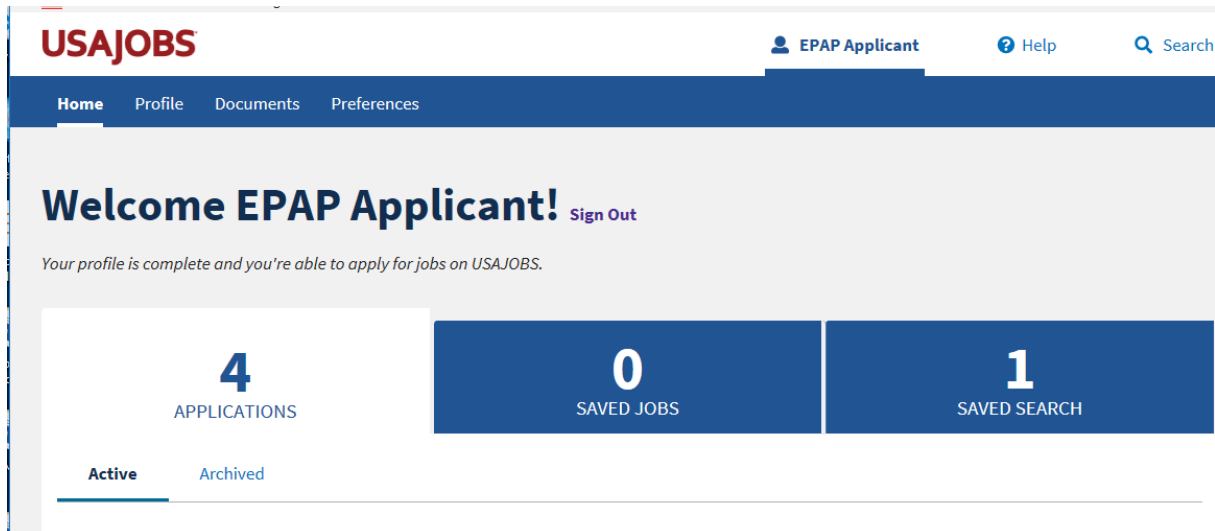 USAJOBS
EPAP Applicant
Help
Search
Home Profile Documents Preferences
Welcome EPAP Applicant! Sign Out
Your profile is complete and you're able to apply for jobs on USAJOBS.
4
APPLICATIONS
0
SAVED JOBS
1
SAVED SEARCH
Active Archived